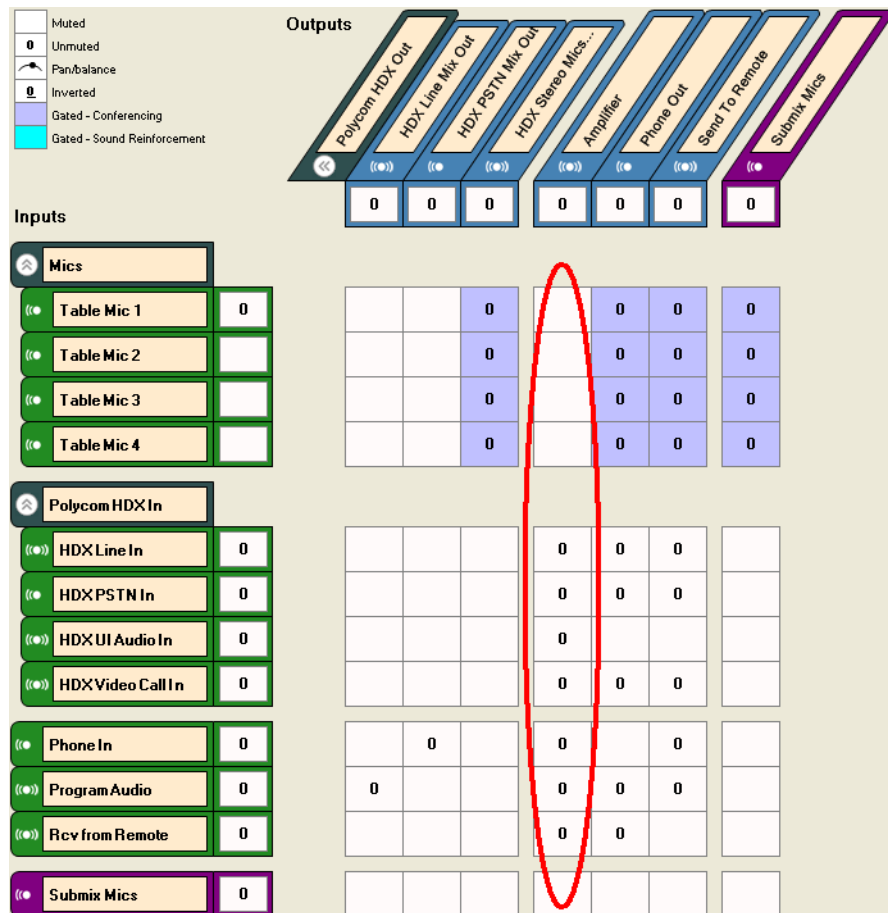 Muted
0 Unmuted
Pan/balance
0 Inverted
Gated - Conferencing
Gated - Sound Reinforcement
Outputs
Polycom HDX Out
HDX Line Mix Out
HDX PSTN Mix Out
HDX Stereo Mics...
Amplifier
Phone Out
Send To Remote
Submix Mics
0 0 0 0 0 0 0
Inputs
Mics
Table Mic 1 0 0 0 0 0
Table Mic 2 0 0 0 0
Table Mic 3 0 0 0 0
Table Mic 4 0 0 0 0
Polycom HDX In
HDX Line In 0 0 0 0
HDX PSTN In 0 0 0 0
HDX UI Audio In 0 0
HDX Video Call In 0 0 0 0
Phone In 0 0 0 0
Program Audio 0 0 0 0 0
Rcv from Remote 0 0 0
Submix Mics 0